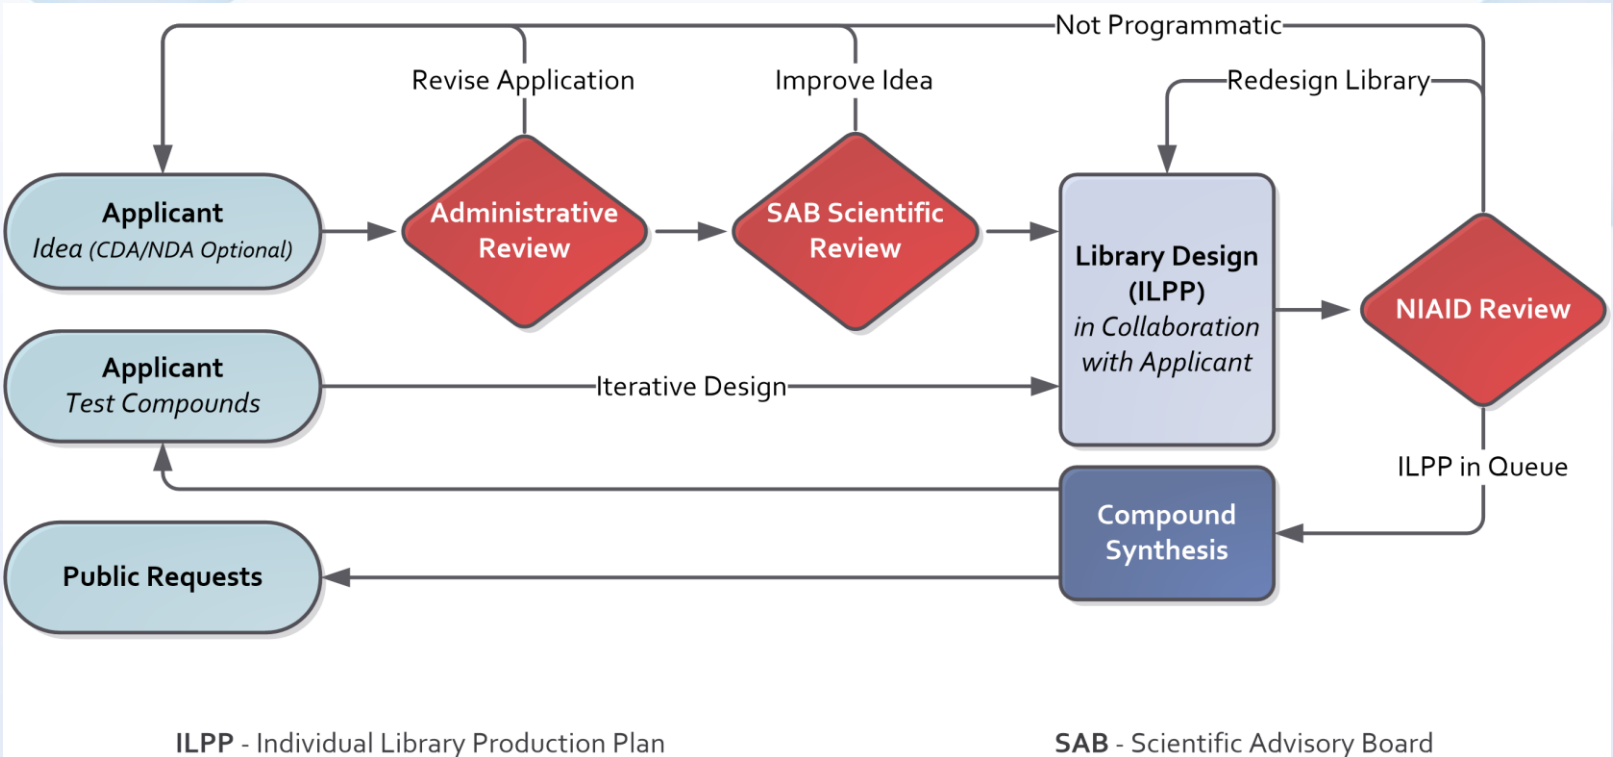 Not Programmatic
Revise Application
Improve Idea
Redesign Library
Applicant
Idea (CDA/NDA Optional)
Administrative
Review
SAB Scientific
Review
Library Design
(ILPP)
in Collaboration
with Applicant
NIAID Review
Applicant
Test Compounds
Iterative Design
ILPP in Queue
Compound
Synthesis
Public Requests
ILPP - Individual Library Production Plan
SAB - Scientific Advisory Board